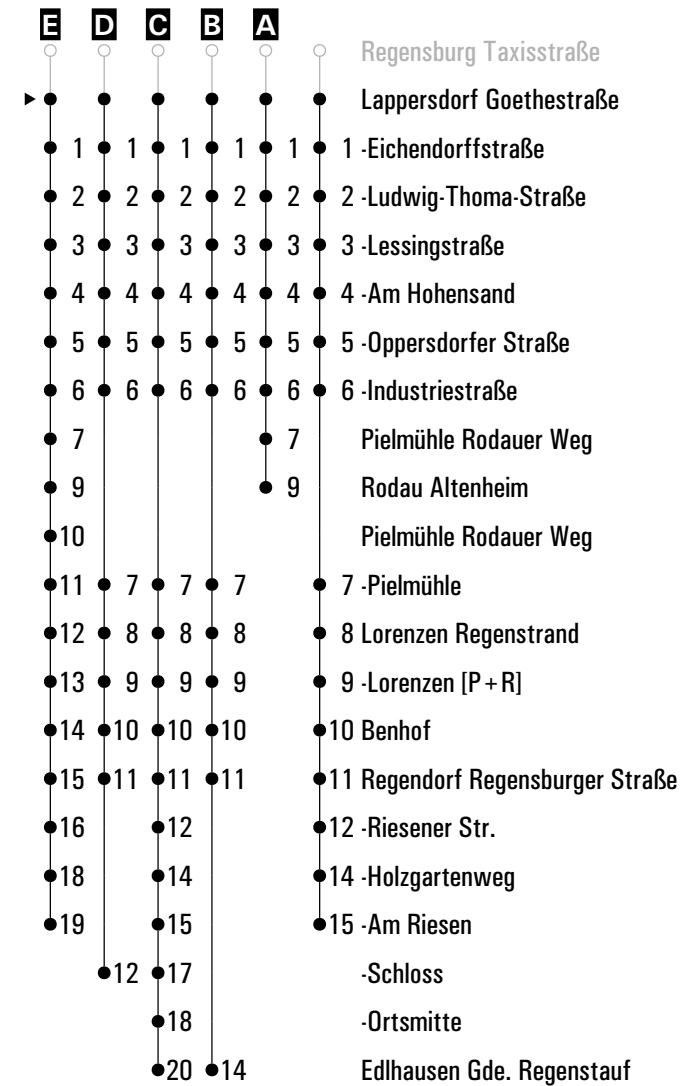 E D C B A
Regensburg Taxisstraße
Lappersdorf Goethestraße
1 1 1 1 1 1 -Eichendorffstraße
2 2 2 2 2 2 -Ludwig-Thoma-Straße
3 3 3 3 3 3 -Lessingstraße
4 4 4 4 4 4 -Am Hohensand
5 5 5 5 5 5 -Oppersdorfer Straße
6 6 6 6 6 6 -Industriestraße
7 7 Pielmühle Rodauer Weg
9 9 Rodau Altenheim
10 Pielmühle Rodauer Weg
11 7 7 7 7 -Pielmühle
12 8 8 8 8 Lorenzen Regenstrand
13 9 9 9 9 -Lorenzen [P+R]
14 10 10 10 10 Benhof
15 11 11 11 11 Regendorf Regensburger Straße
16 12 12 -Riesener Str.
18 14 14 -Holzgartenweg
19 15 15 -Am Riesen
12 17 -Schloss
18 -Ortsmitte
20 14 Edlhausen Gde. Regenstauf